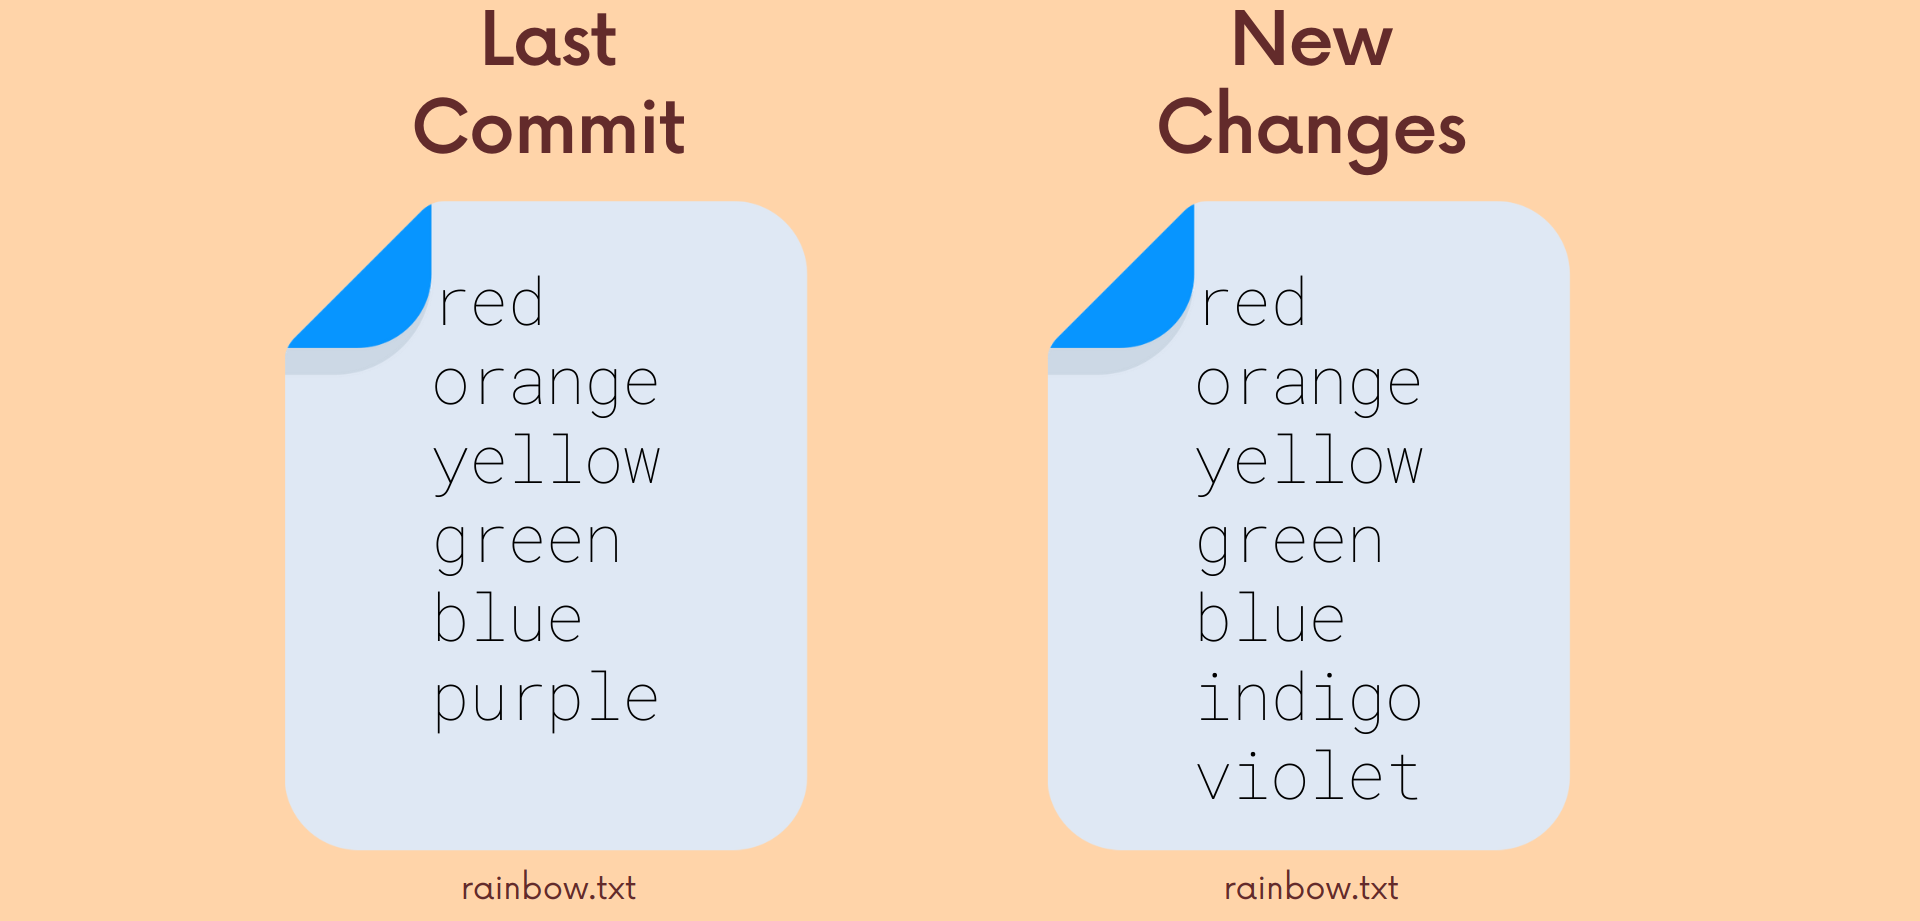 Last
Commit
red
orange
yellow
green
blue
purple
rainbow.txt
New
Changes
red
orange
yellow
green
blue
indigo
violet
rainbow.txt